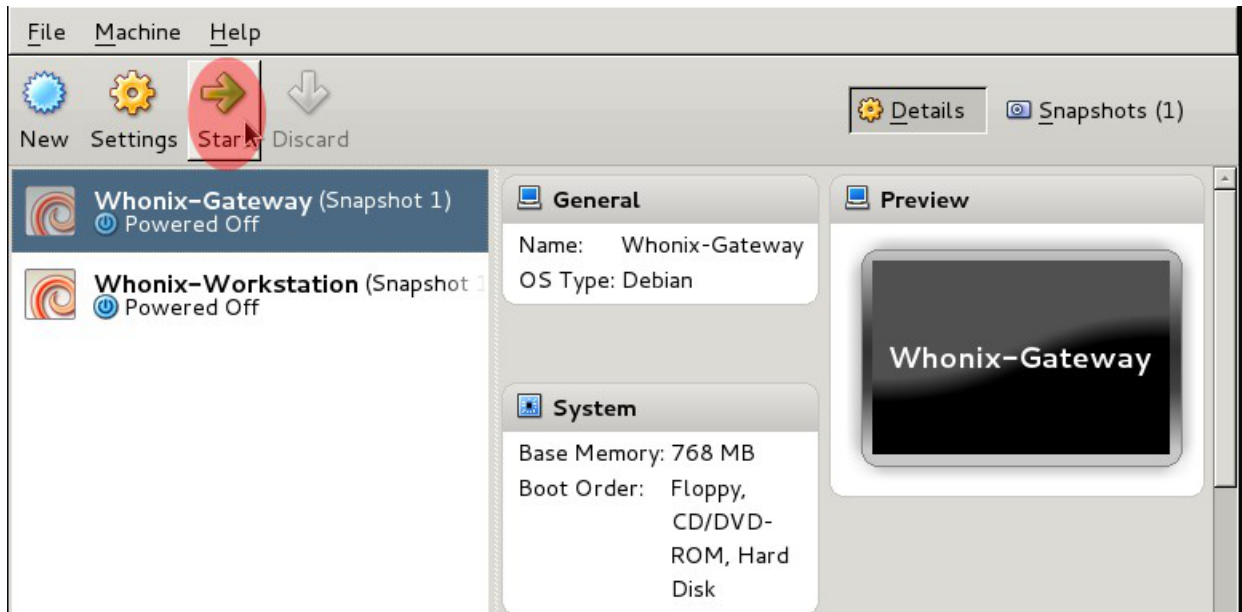 File Machine Help
New Settings Start Discard
Details Snapshots (1)
Whonix-Gateway (Snapshot 1)
Powered Off
Whonix-Workstation (Snapshot
Powered Off
General
Name: Whonix-Gateway
OS Type: Debian
System
Base Memory: 768 MB
Boot Order: Floppy,
CD/DVD-
ROM, Hard
Disk
Preview
Whonix-Gateway